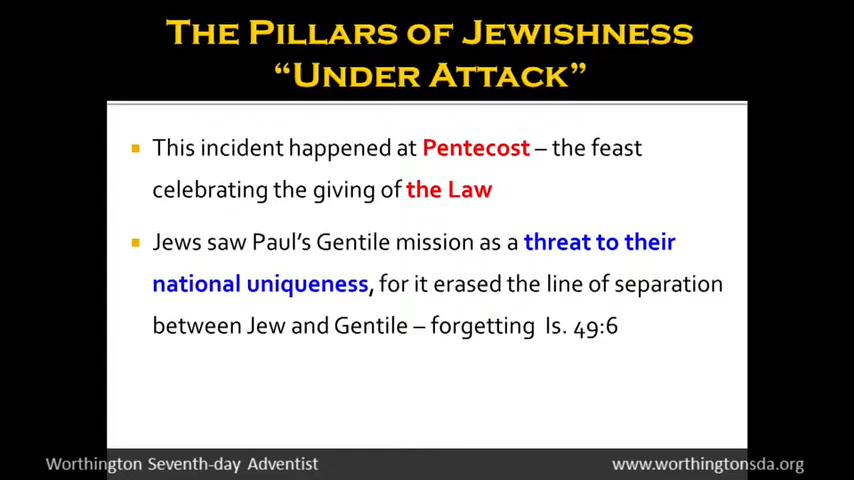 THE PILLARS OF JEWISHNESS
“UNDER ATTACK”
This incident happened at Pentecost – the feast
celebrating the giving of the Law
Jews saw Paul’s Gentile mission as a threat to their
national uniqueness, for it erased the line of separation
between Jew and Gentile – forgetting Is. 49:6
Worthington Seventh-day Adventist
www.worthingtonsda.org